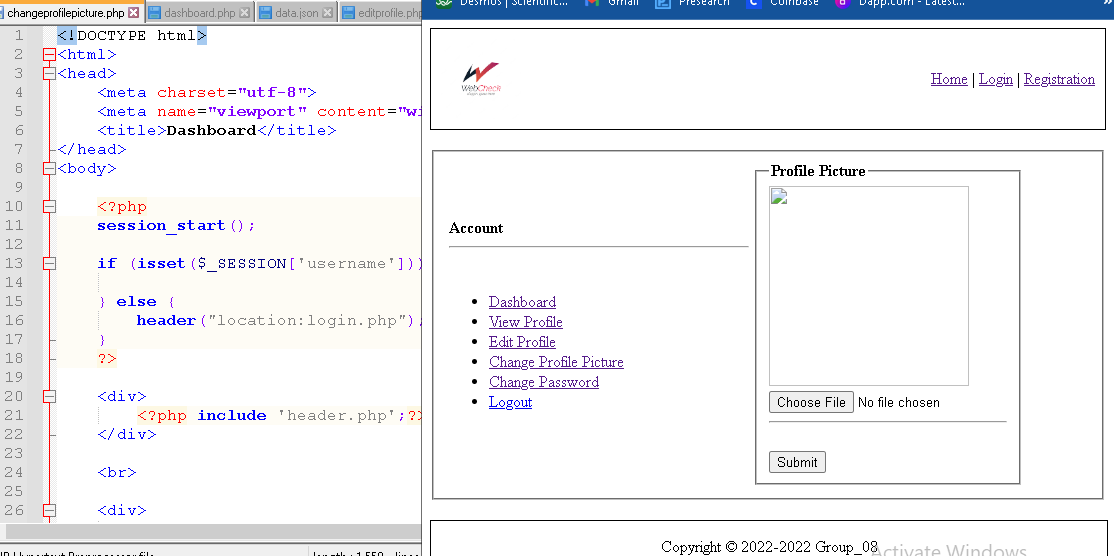 changeprofilepicture.php dashboard.php data.json editprofile.php
1 <!DOCTYPE html>
2 <html>
3 <head>
4 <meta charset="utf-8">
5 <meta name="viewport" content="wi
6 <title>Dashboard</title>
7 </head>
8 <body>
9
10 <?php
11 session_start();
12
13 if (isset($_SESSION['username']))
14
15 } else {
16 header("location:login.php");
17 }
18 ?>
19
20 <div>
21 <?php include 'header.php';?>
22 </div>
23
24 <br>
25
26 <div>
Desmos | Scientific... Gmail Presearch Coinbase Dapp.com - Latest...
WebCheck
Home | Login | Registration
Account
Dashboard
View Profile
Edit Profile
Change Profile Picture
Change Password
Logout
Profile Picture
Choose File No file chosen
Submit
Copyright © 2022-2022 Group_08
Activate Windows